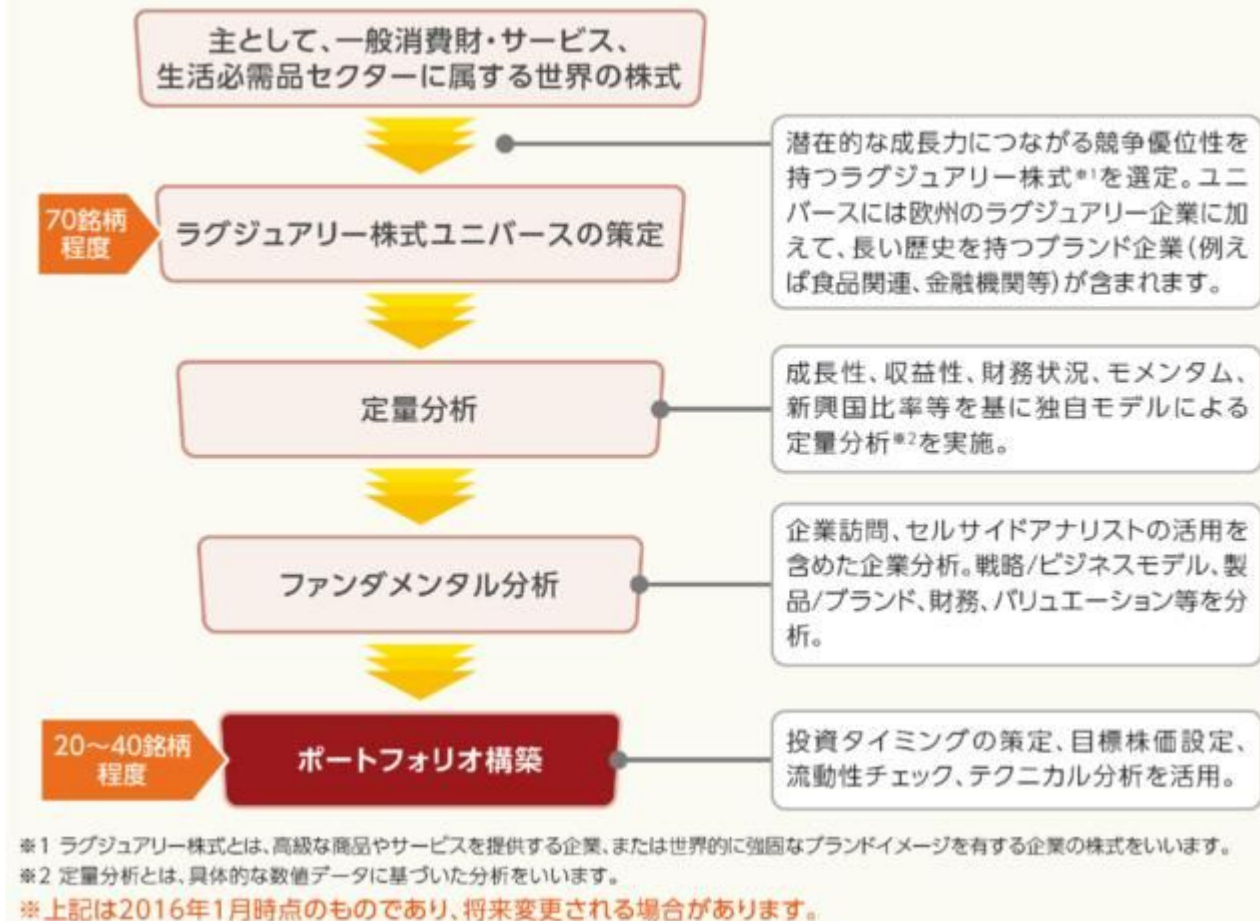 主として、一般消費財・サービス、
生活必需品セクターに属する世界の株式
潜在的な成長力につながる競争優位性を
持つラグジュアリー株式※1を選定。ユニ
バースには欧州のラグジュアリー企業に加
えて、長い歴史を持つブランド企業(例え
ば食品関連、金融機関等)が含まれます。
70銘柄
程度
ラグジュアリー株式ユニバースの策定
定量分析
成長性、収益性、財務状況、モメンタム、
新興国比率等を基に独自モデルによる
定量分析※2を実施。
ファンダメンタル分析
企業訪問、セルサイドアナリストの活用を
含めた企業分析。戦略/ビジネスモデル、製
品/ブランド、財務、バリュエーション等を分
析。
20～40銘柄
程度
ポートフォリオ構築
投資タイミングの策定、目標株価設定、
流動性チェック、テクニカル分析を活用。
※1 ラグジュアリー株式とは、高級な商品やサービスを提供する企業、または世界的に強固なブランドイメージを有する企業の株式をいいます。
※2 定量分析とは、具体的な数値データに基づいた分析をいいます。
※上記は2016年1月時点のものであり、将来変更される場合があります。